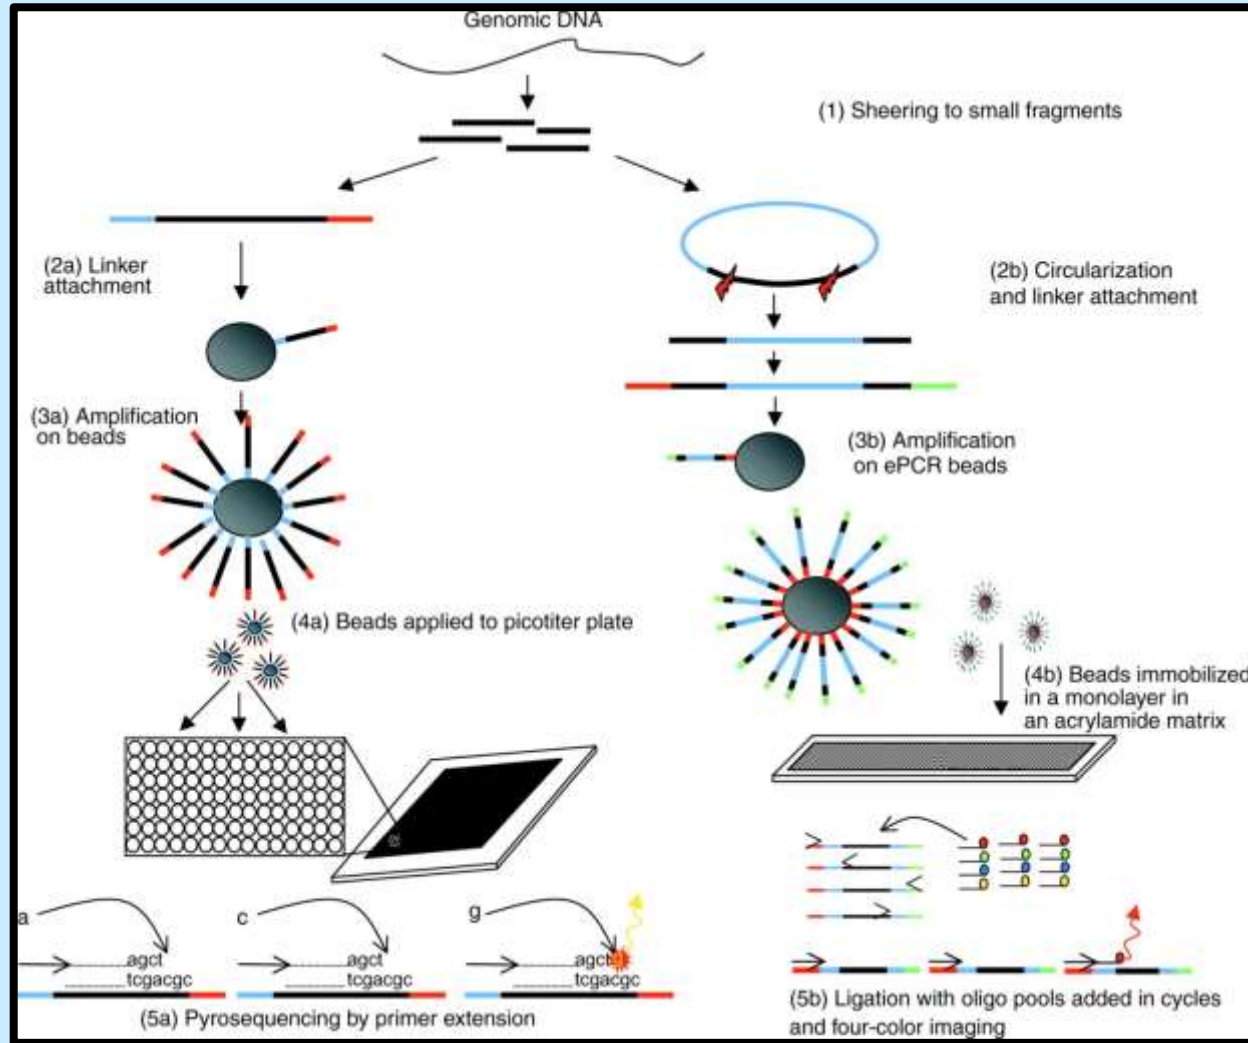 Genomic DNA
(1) Sheering to small fragments
(2a) Linker
attachment
(2b) Circularization
and linker attachment
(3a) Amplification
on beads
(3b) Amplification
on ePCR beads
(4a) Beads applied to picotiter plate
(4b) Beads immobilized
in a monolayer in
an acrylamide matrix
a
agct
tcgacgc
c
agct
tcgacgc
g
agct
tcgacgc
(5a) Pyrosequencing by primer extension
(5b) Ligation with oligo pools added in cycles
and four-color imaging